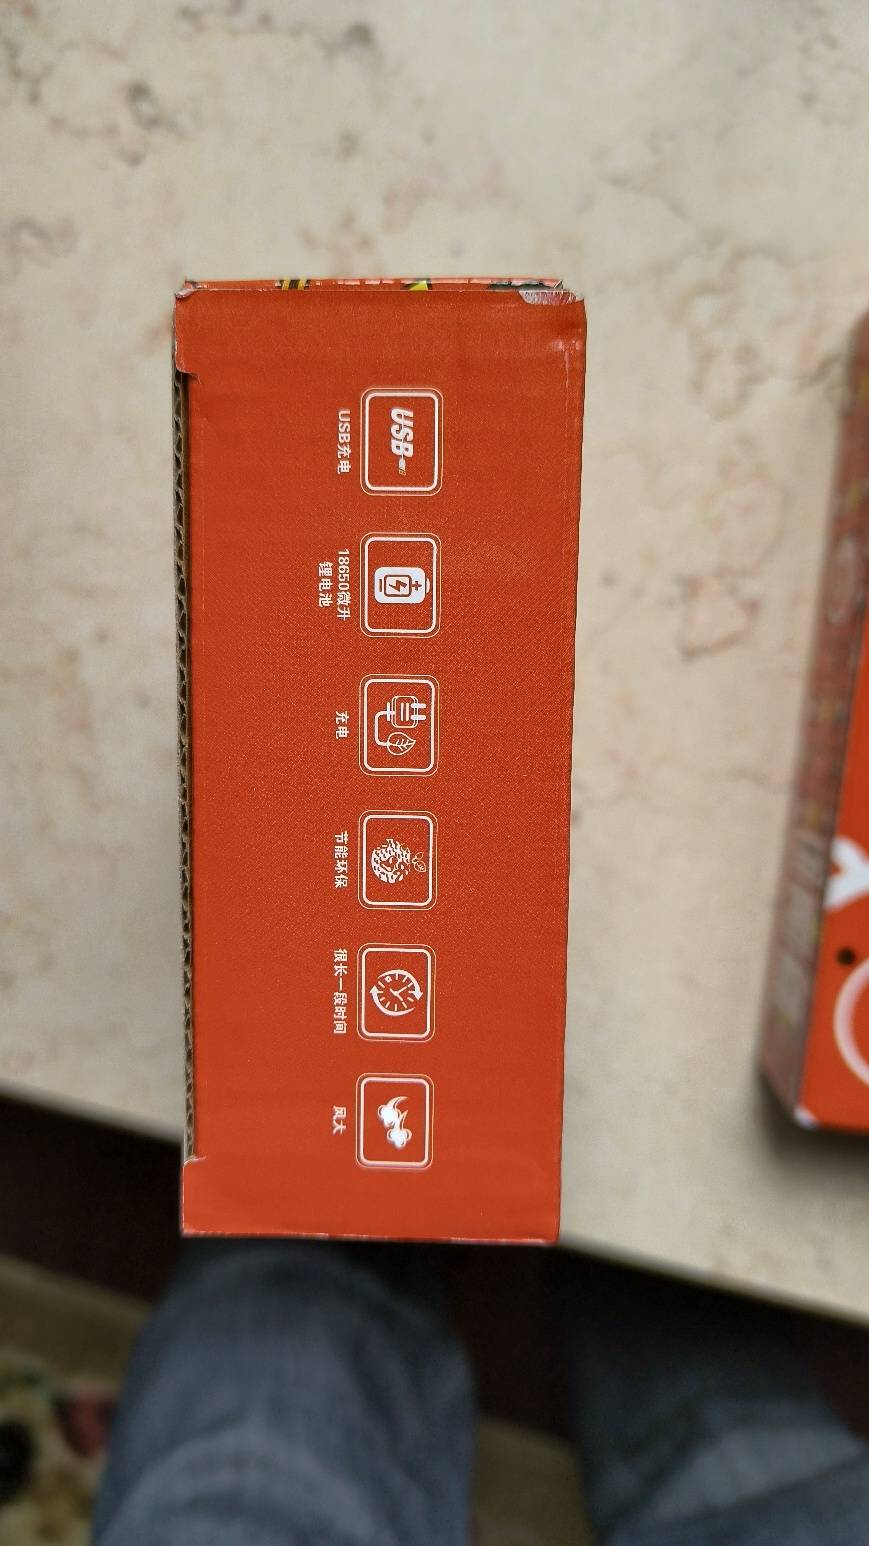 USB
USB充电
18650微升
锂电池
充电
节能环保
很长一段时间
风大